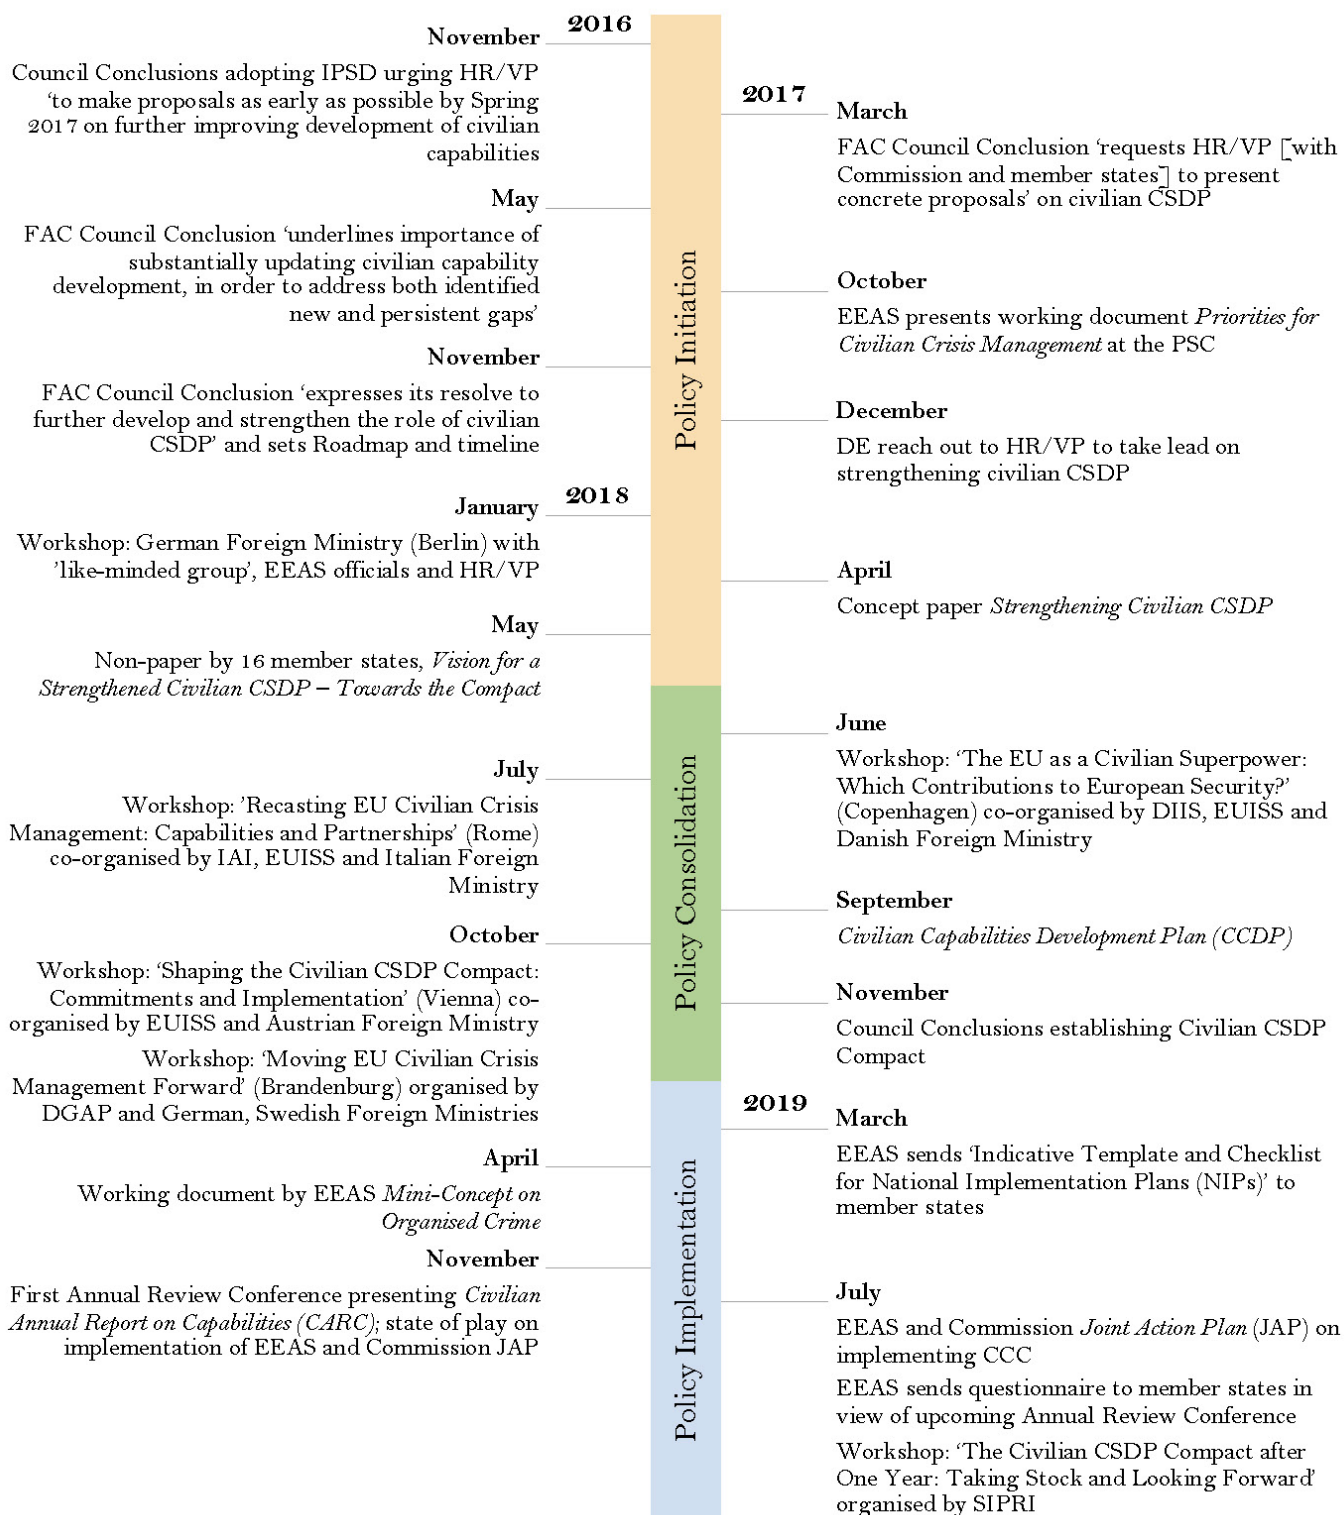 2016
November
Council Conclusions adopting IPSD urging HR/VP
‘to make proposals as early as possible by Spring
2017 on further improving development of civilian
capabilities
2017
March
FAC Council Conclusion ‘requests HR/VP [with
Commission and member states] to present
concrete proposals’ on civilian CSDP
May
FAC Council Conclusion ‘underlines importance of
substantially updating civilian capability
development, in order to address both identified
new and persistent gaps’
October
EEAS presents working document Priorities for
Civilian Crisis Management at the PSC
November
FAC Council Conclusion ‘expresses its resolve to
further develop and strengthen the role of civilian
CSDP’ and sets Roadmap and timeline
December
DE reach out to HR/VP to take lead on
strengthening civilian CSDP
Policy Initiation
2018
January
Workshop: German Foreign Ministry (Berlin) with
’like-minded group’, EEAS officials and HR/VP
April
Concept paper Strengthening Civilian CSDP
May
Non-paper by 16 member states, Vision for a
Strengthened Civilian CSDP – Towards the Compact
June
Workshop: ‘The EU as a Civilian Superpower:
Which Contributions to European Security?’
(Copenhagen) co-organised by DIIS, EUISS and
Danish Foreign Ministry
July
Workshop: ’Recasting EU Civilian Crisis
Management: Capabilities and Partnerships’ (Rome)
co-organised by IAI, EUISS and Italian Foreign
Ministry
Policy Consolidation
September
Civilian Capabilities Development Plan (CCDP)
October
Workshop: ‘Shaping the Civilian CSDP Compact:
Commitments and Implementation’ (Vienna) co-
organised by EUISS and Austrian Foreign Ministry
Workshop: ‘Moving EU Civilian Crisis
Management Forward’ (Brandenburg) organised by
DGAP and German, Swedish Foreign Ministries
November
Council Conclusions establishing Civilian CSDP
Compact
2019
March
EEAS sends ‘Indicative Template and Checklist
for National Implementation Plans (NIPs)’ to
member states
April
Working document by EEAS Mini-Concept on
Organised Crime
Policy Implementation
November
First Annual Review Conference presenting Civilian
Annual Report on Capabilities (CARC); state of play on
implementation of EEAS and Commission JAP
July
EEAS and Commission Joint Action Plan (JAP) on
implementing CCC
EEAS sends questionnaire to member states in
view of upcoming Annual Review Conference
Workshop: ‘The Civilian CSDP Compact after
One Year: Taking Stock and Looking Forward’
organised by SIPRI